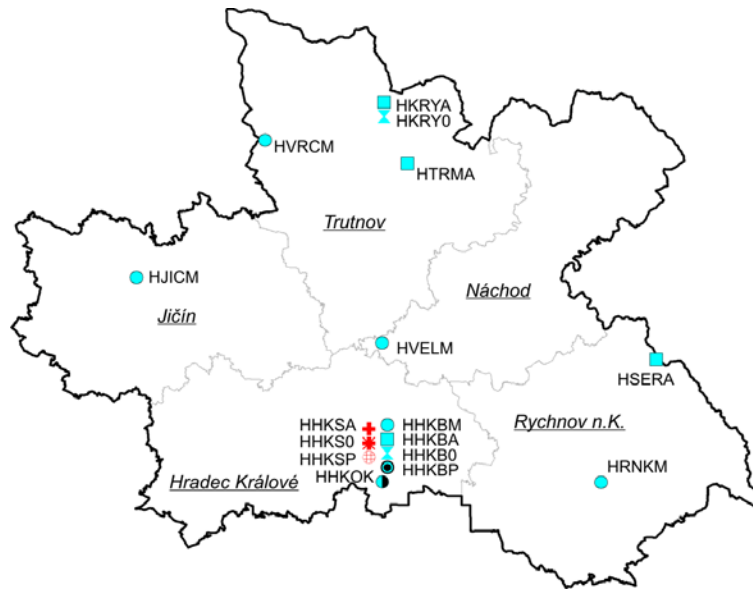 HKRYA
HKRY0
HVRCM
HTRMA
Trutnov
HJICM
Náchod
Jičín
HVELM
HSERA
HHKSA HHKBM
HHKS0 HHKBA
HHKSP HHKB0
HHKOK HHKBP
Rychnov n.K.
Hradec Králové
HRNKM